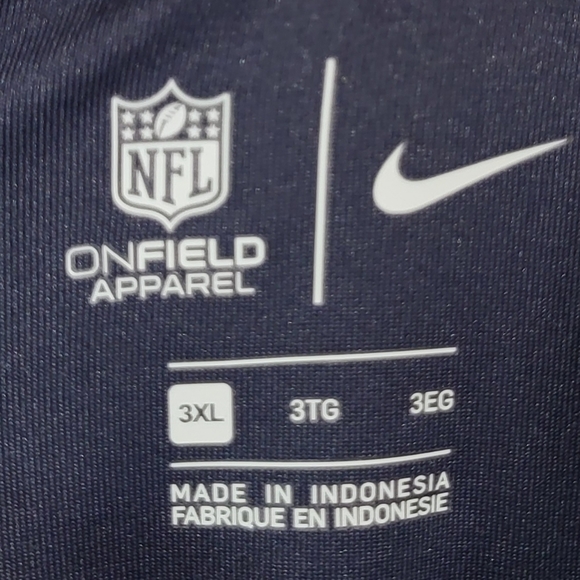 NFL
ONFIELD
APPAREL
3XL 3TG 3EG
MADE IN INDONESIA
FABRIQUE EN INDONESIE